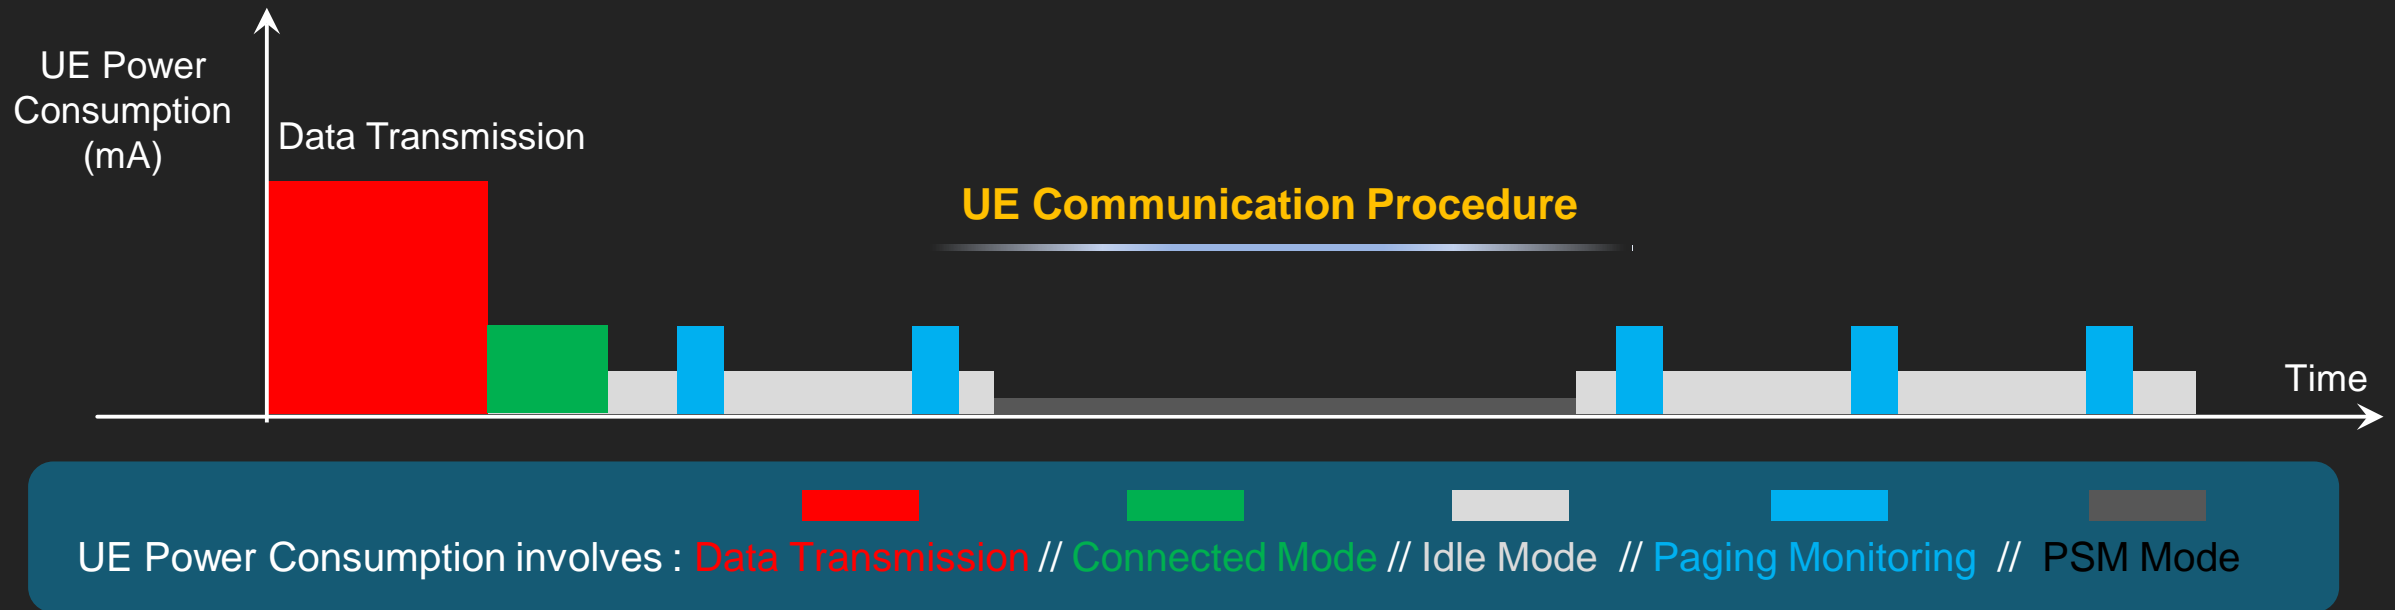 UE Power
Consumption
(mA)
Data Transmission
UE Communication Procedure
Time
UE Power Consumption involves : Data Transmission // Connected Mode // Idle Mode // Paging Monitoring // PSM Mode